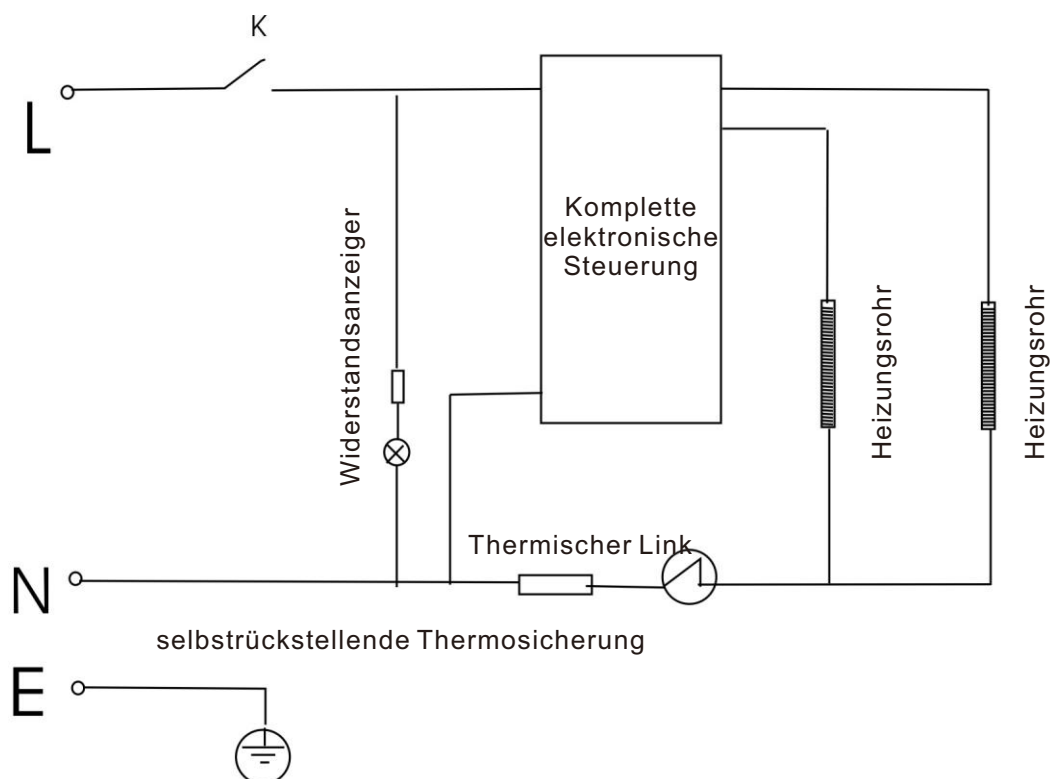 K
L
Komplette
elektronische
Steuerung
Widerstandsanzeiger
Heizungsrohr
Heizungsrohr
Thermischer Link
N
selbstrückstellende Thermosicherung
E